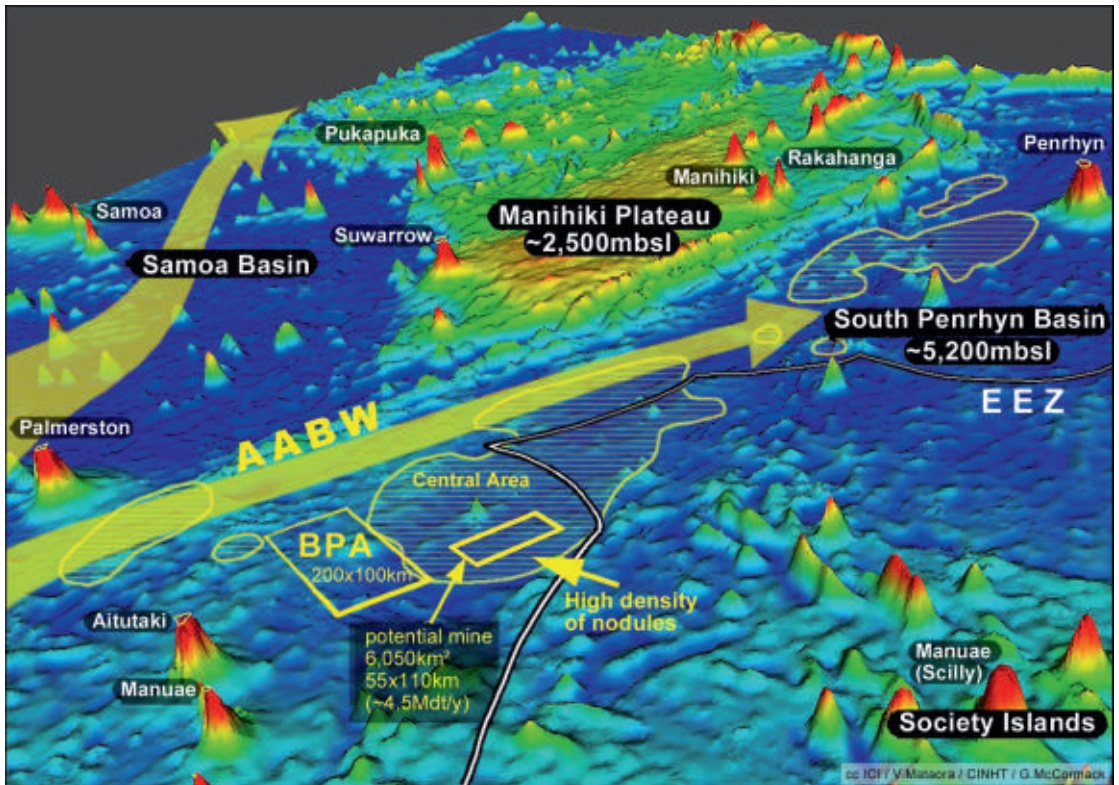 Pukapuka
Penrhyn
Rakahanga
Manihiki
Samoa
Manihiki Plateau
~2,500mbsl
Suwarrow
Samoa Basin
South Penrhyn Basin
~5,200mbsl
EEZ
Palmerston
AABW
Central Area
BPA
200x100km
High density
of nodules
Aitutaki
potential mine
6,050km²
55x110km
(~4.5Mdt/y)
Manuae
Manuae
(Scilly)
Society Islands
cc ICI / V.Mataora / CINHT / G.McCormack